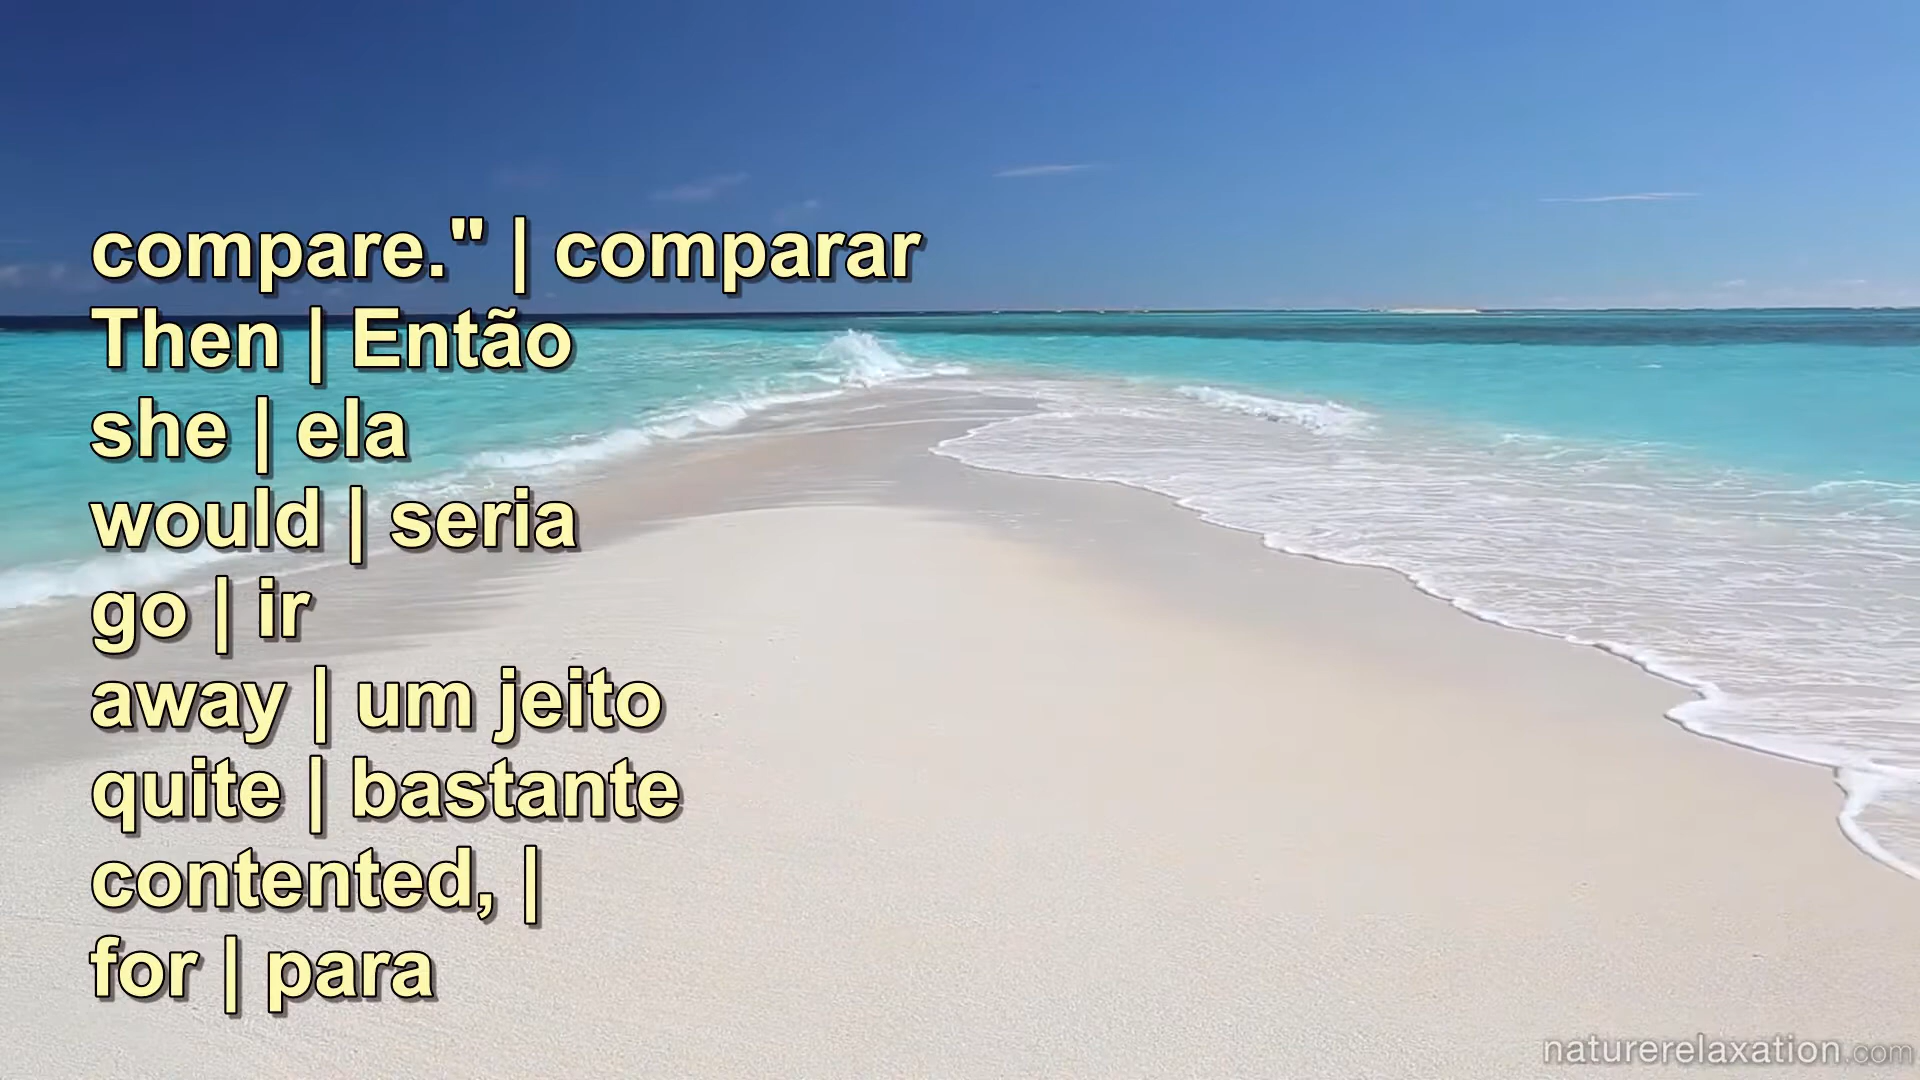 compare." | comparar
Then | Então
she | ela
would | seria
go | ir
away | um jeito
quite | bastante
contented, |
for | para
naturerelaxation.com